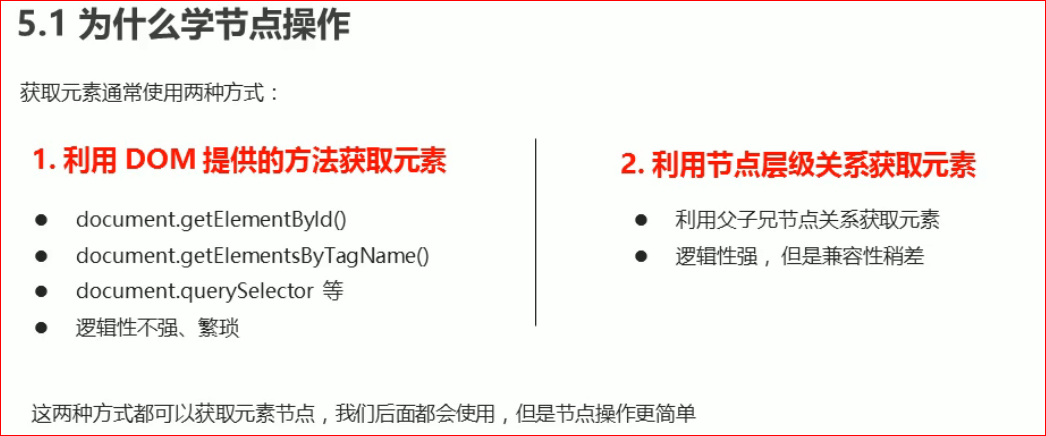 5.1 为什么学节点操作
获取元素通常使用两种方式：
1. 利用 DOM 提供的方法获取元素
● document.getElementById()
● document.getElementsByTagName()
● document.querySelector 等
● 逻辑性不强、繁琐
2. 利用节点层级关系获取元素
● 利用父子兄节点关系获取元素
● 逻辑性强， 但是兼容性稍差
这两种方式都可以获取元素节点，我们后面都会使用，但是节点操作更简单